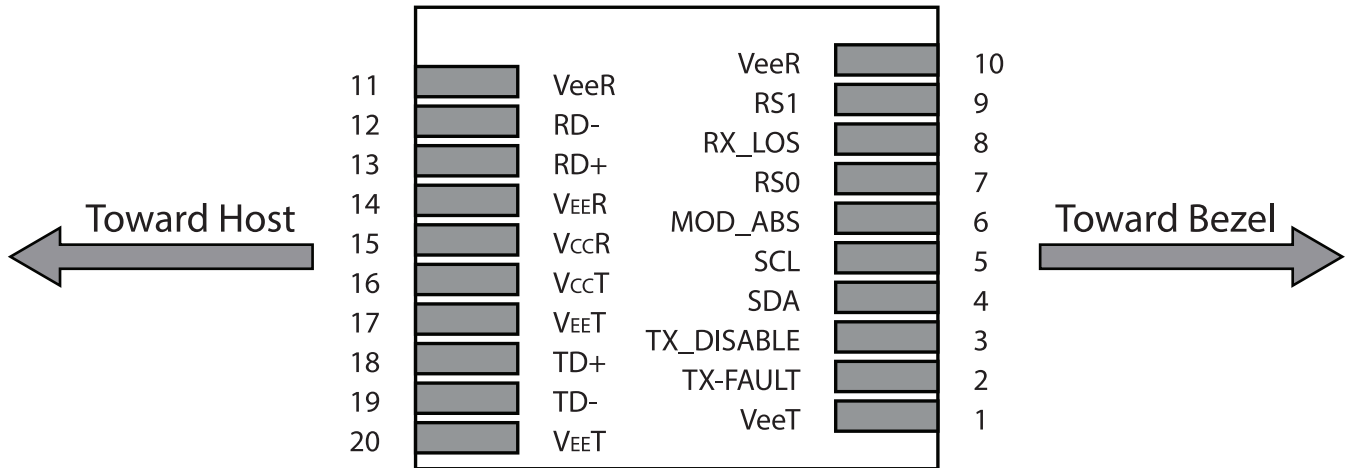 VeeR 10
11 VeeR
RS1 9
12 RD-
RX_LOS 8
13 RD+
RS0 7
14 VEER
MOD_ABS 6
Toward Host
Toward Bezel
15 VccR
SCL 5
16 VccT
SDA 4
17 VEET
TX_DISABLE 3
18 TD+
TX-FAULT 2
19 TD-
VeeT 1
20 VEET